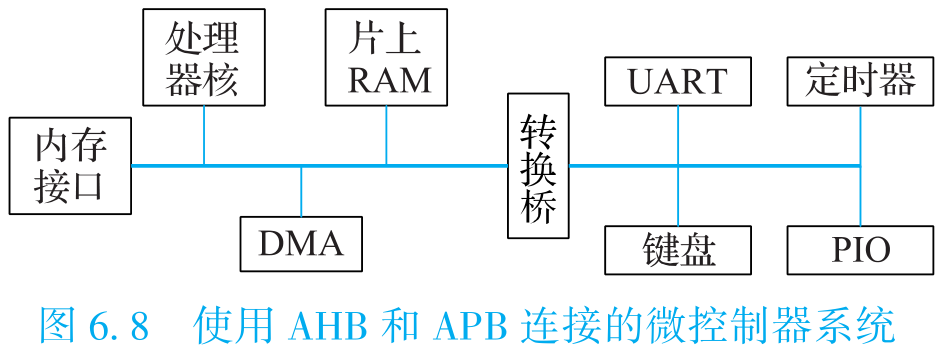 处理
器核
片上
RAM
UART
定时器
内存
接口
转
换
桥
DMA
键盘
PIO
图 6.8 使用 AHB 和 APB 连接的微控制器系统